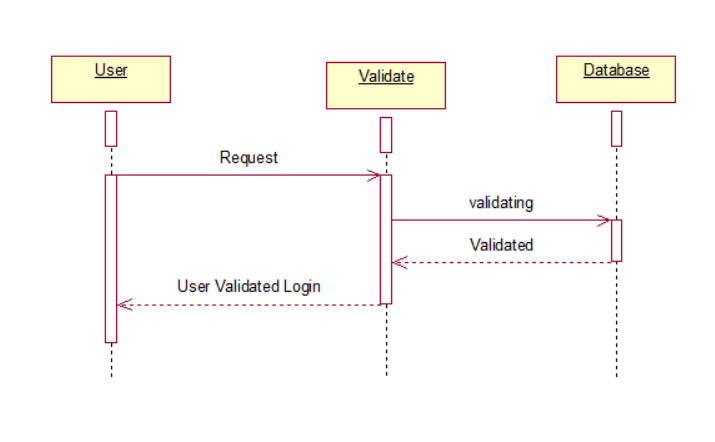 User
Validate
Database
Request
validating
Validated
User Validated Login